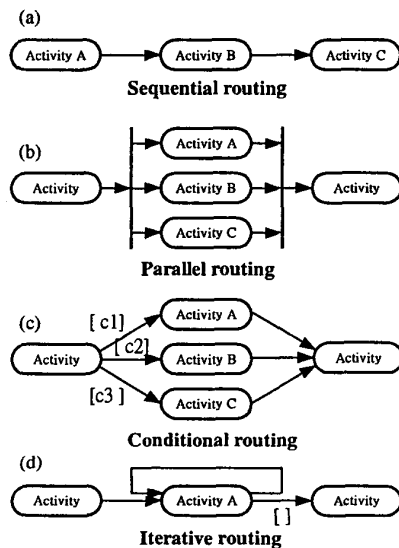 (a)
Activity A Activity B Activity C
Sequential routing
(b)
Activity A
Activity Activity B Activity
Activity C
Parallel routing
(c)
[ c1] Activity A
Activity [ c2] Activity B Activity
[c3 ] Activity C
Conditional routing
(d)
Activity Activity A Activity
[ ]
Iterative routing